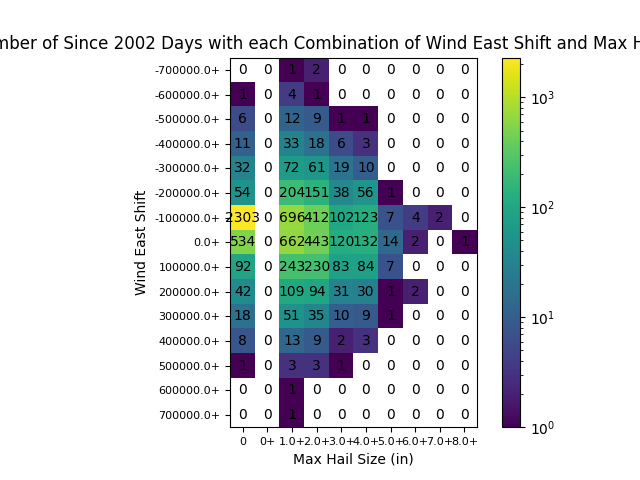 mber of Since 2002 Days with each Combination of Wind East Shift and Max H
-700000.0+ 0 0 1 2 0 0 0 0 0 0
-600000.0+ 1 0 4 1 0 0 0 0 0 0
-500000.0+ 6 0 12 9 1 1 0 0 0 0
-400000.0+ 11 0 33 18 6 3 0 0 0 0
-300000.0+ 32 0 72 61 19 10 0 0 0 0
-200000.0+ 54 0 204 151 38 56 1 0 0 0
-100000.0+ 2303 0 696 412 102 123 7 4 2 0
0.0+ 534 0 662 443 120 132 14 2 0 1
100000.0+ 92 0 243 230 83 84 7 0 0 0
200000.0+ 42 0 109 94 31 30 1 2 0 0
300000.0+ 18 0 51 35 10 9 1 0 0 0
400000.0+ 8 0 13 9 2 3 0 0 0 0
500000.0+ 1 0 3 3 1 0 0 0 0 0
600000.0+ 0 0 1 0 0 0 0 0 0 0
700000.0+ 0 0 1 0 0 0 0 0 0 0
0 0+ 1.0+ 2.0+ 3.0+ 4.0+ 5.0+ 6.0+ 7.0+ 8.0+
Max Hail Size (in)
Wind East Shift
10³
10²
10¹
10⁰